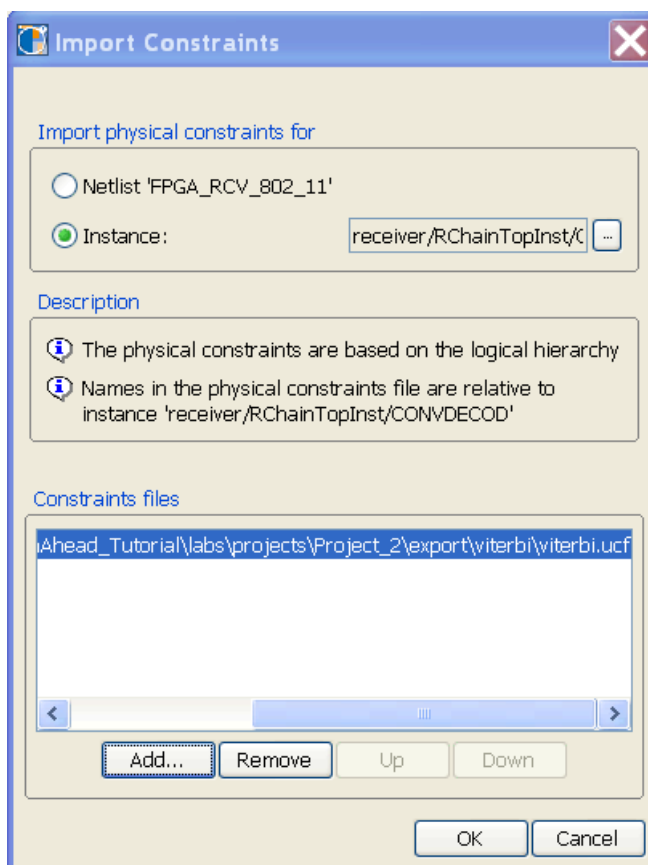 Import Constraints
Import physical constraints for
Netlist 'FPGA_RCV_802_11'
Instance:
receiver/RChainTopInst/C
...
Description
The physical constraints are based on the logical hierarchy
Names in the physical constraints file are relative to
instance 'receiver/RChainTopInst/CONVDECOD'
Constraints files
Ahead_Tutorial\labs\projects\Project_2\export\viterbi\viterbi.ucf
Add... Remove Up Down
OK Cancel